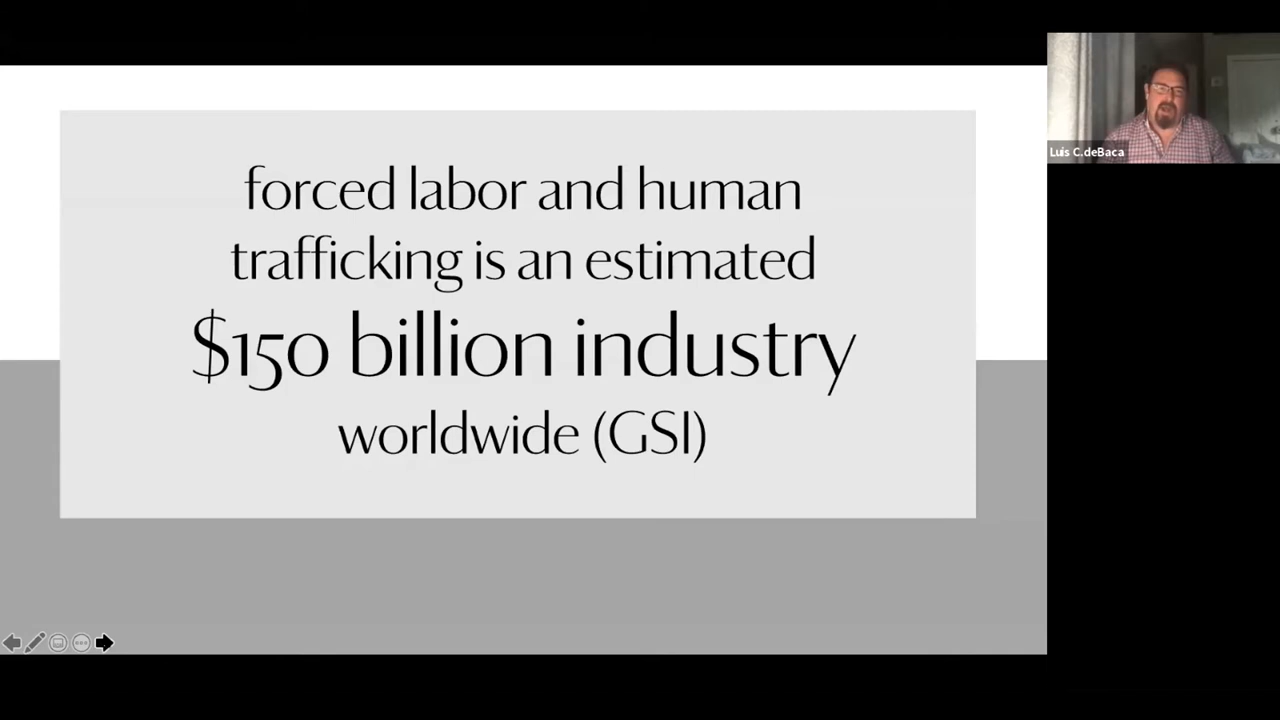 forced labor and human
trafficking is an estimated
$150 billion industry
worldwide (GSI)
Luis C.deBaca